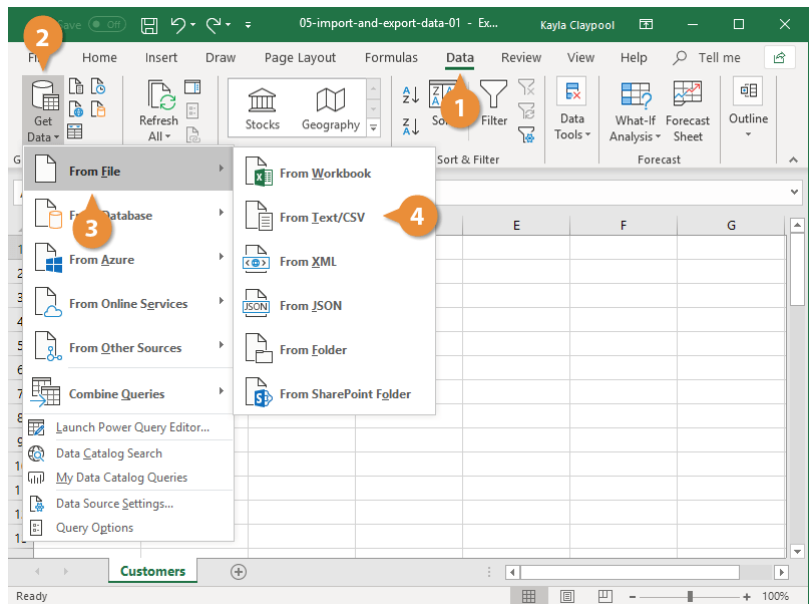 Save Off 05-import-and-export-data-01 - Ex... Kayla Claypool
2
Home Insert Draw Page Layout Formulas Data Review View Help Tell me
1
Get Data
Refresh All
Stocks Geography
Filter
Data Tools
What-If Analysis
Forecast Sheet
Outline
Sort & Filter
Forecast
From File
3
From Database
From Azure
From Online Services
From Other Sources
Combine Queries
Launch Power Query Editor...
Data Catalog Search
My Data Catalog Queries
Data Source Settings...
Query Options
From Workbook
From Text/CSV
4
From XML
From JSON
From Folder
From SharePoint Folder
E F G
Customers
Ready
100%